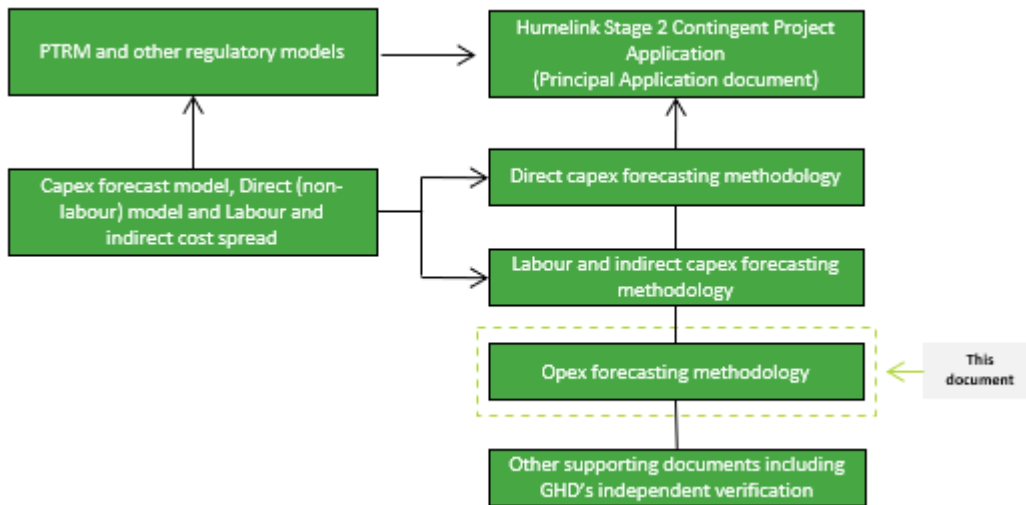 PTRM and other regulatory models
Humelink Stage 2 Contingent Project
Application
(Principal Application document)
Capex forecast model, Direct (non-
labour) model and Labour and
indirect cost spread
Direct capex forecasting methodology
Labour and indirect capex forecasting
methodology
Opex forecasting methodology
This
document
Other supporting documents including
GHD's independent verification